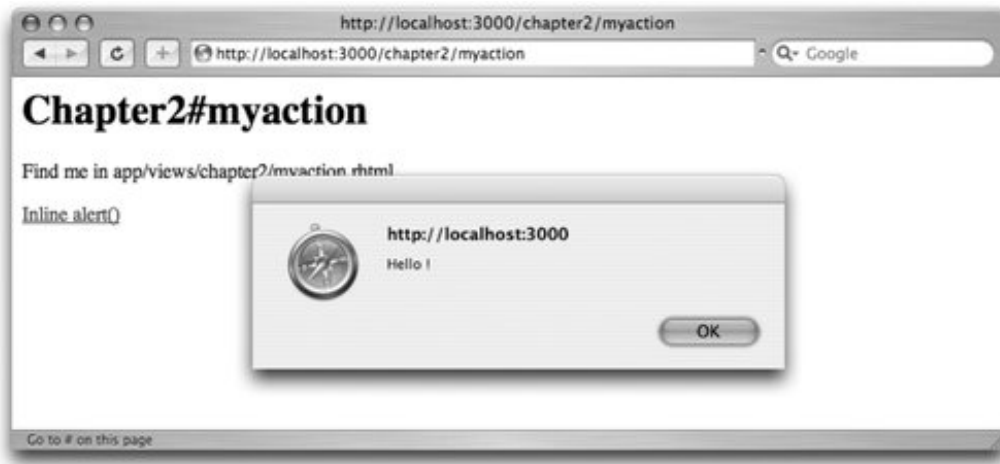 http://localhost:3000/chapter2/myaction
http://localhost:3000/chapter2/myaction
Google
Chapter2#myaction
Find me in app/views/chapter2/myaction.rhtml
Inline alert()
http://localhost:3000
Hello !
OK
Go to # on this page